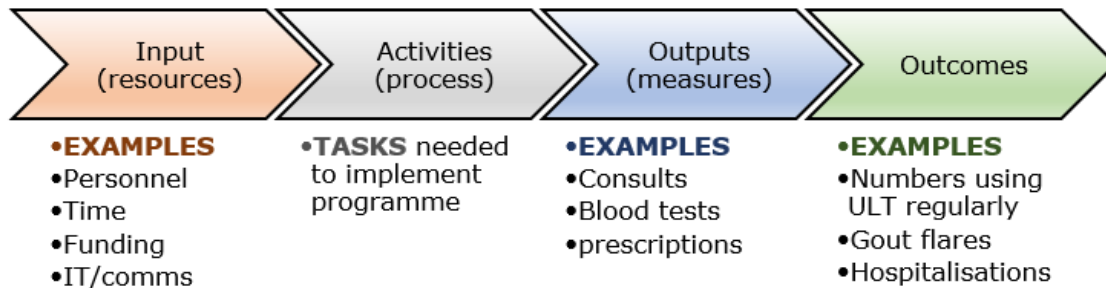 Input
(resources)
Activities
(process)
Outputs
(measures)
Outcomes
•EXAMPLES
•Personnel
•Time
•Funding
•IT/comms
•TASKS needed
to implement
programme
•EXAMPLES
•Consults
•Blood tests
•prescriptions
•EXAMPLES
•Numbers using
ULT regularly
•Gout flares
•Hospitalisations